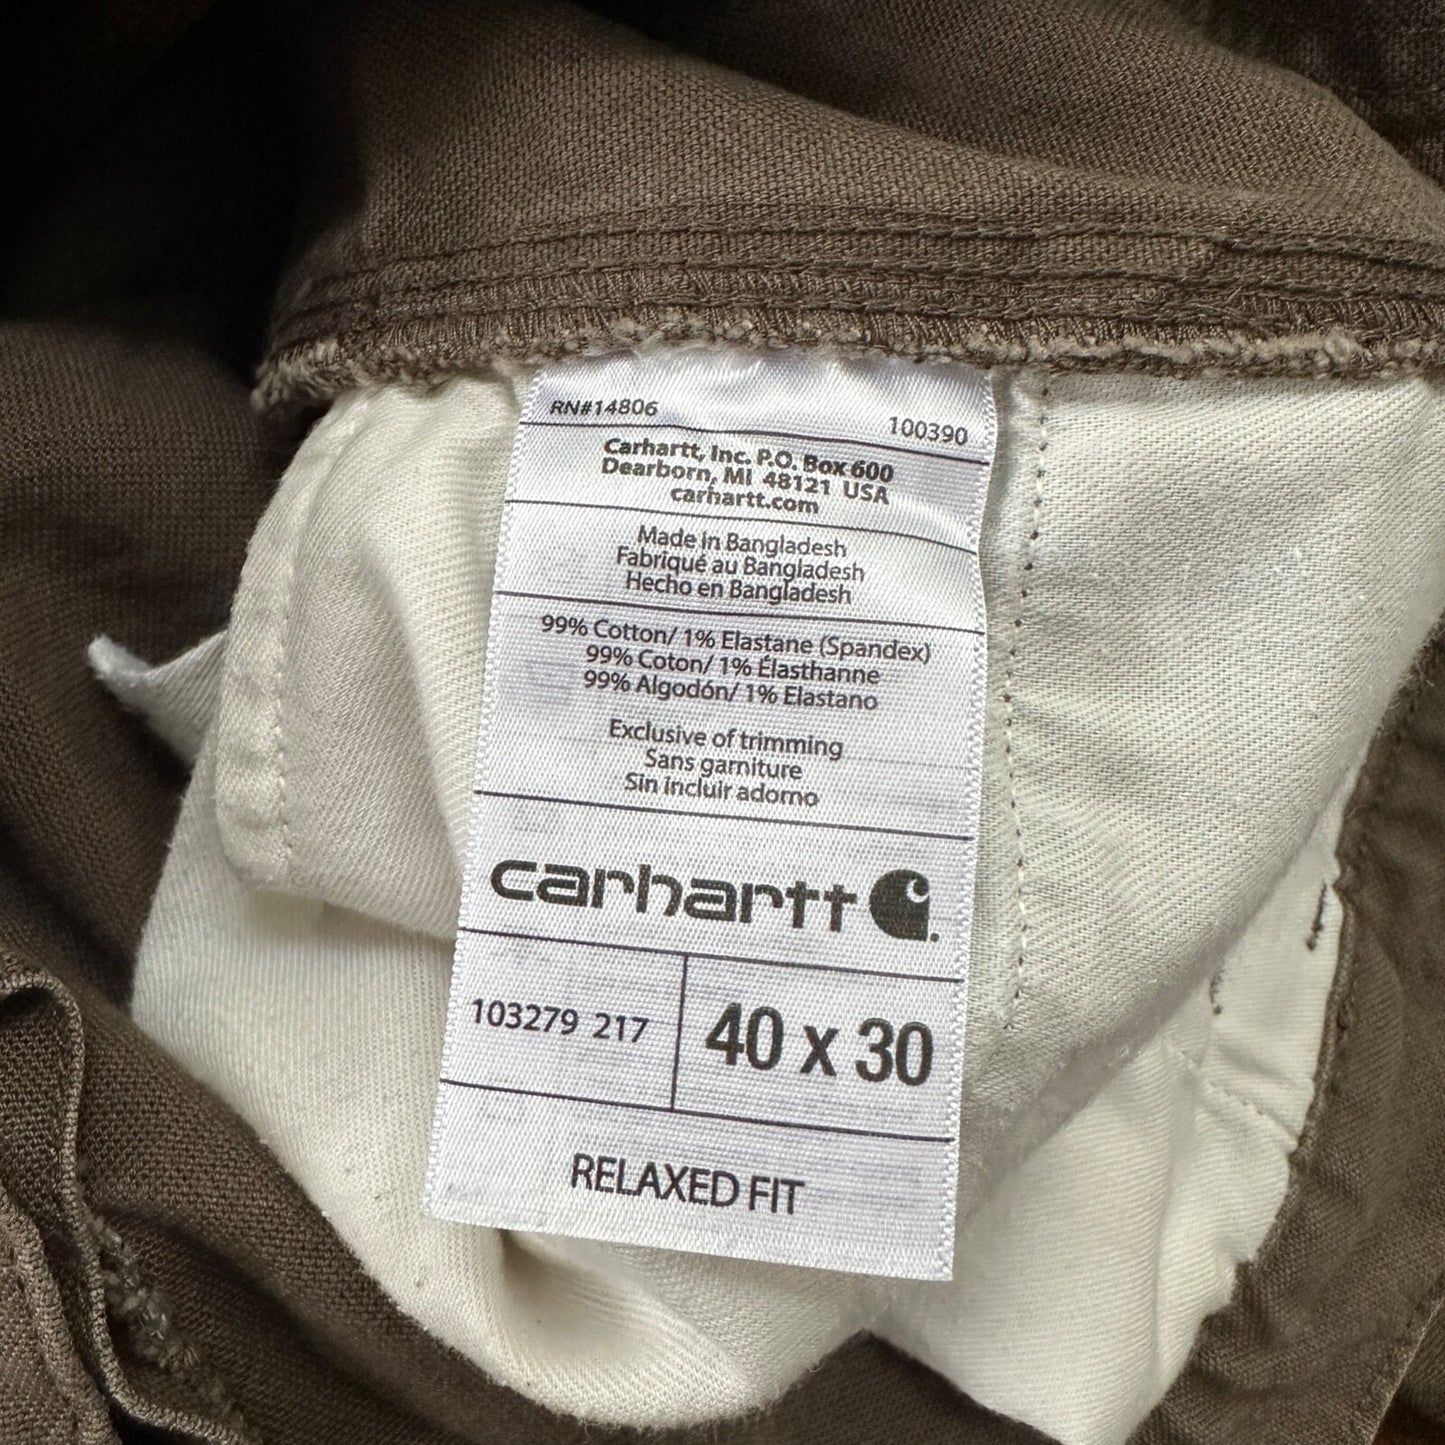 RN#14806 100390
Carhartt, Inc. P.O. Box 600
Dearborn, MI 48121 USA
carhartt.com
Made in Bangladesh
Fabriqué au Bangladesh
Hecho en Bangladesh
99% Cotton/ 1% Elastane (Spandex)
99% Coton/ 1% Élasthanne
99% Algodón/ 1% Elastano
Exclusive of trimming
Sans garniture
Sin incluir adorno
carhartt
103279 217 40 x 30
RELAXED FIT